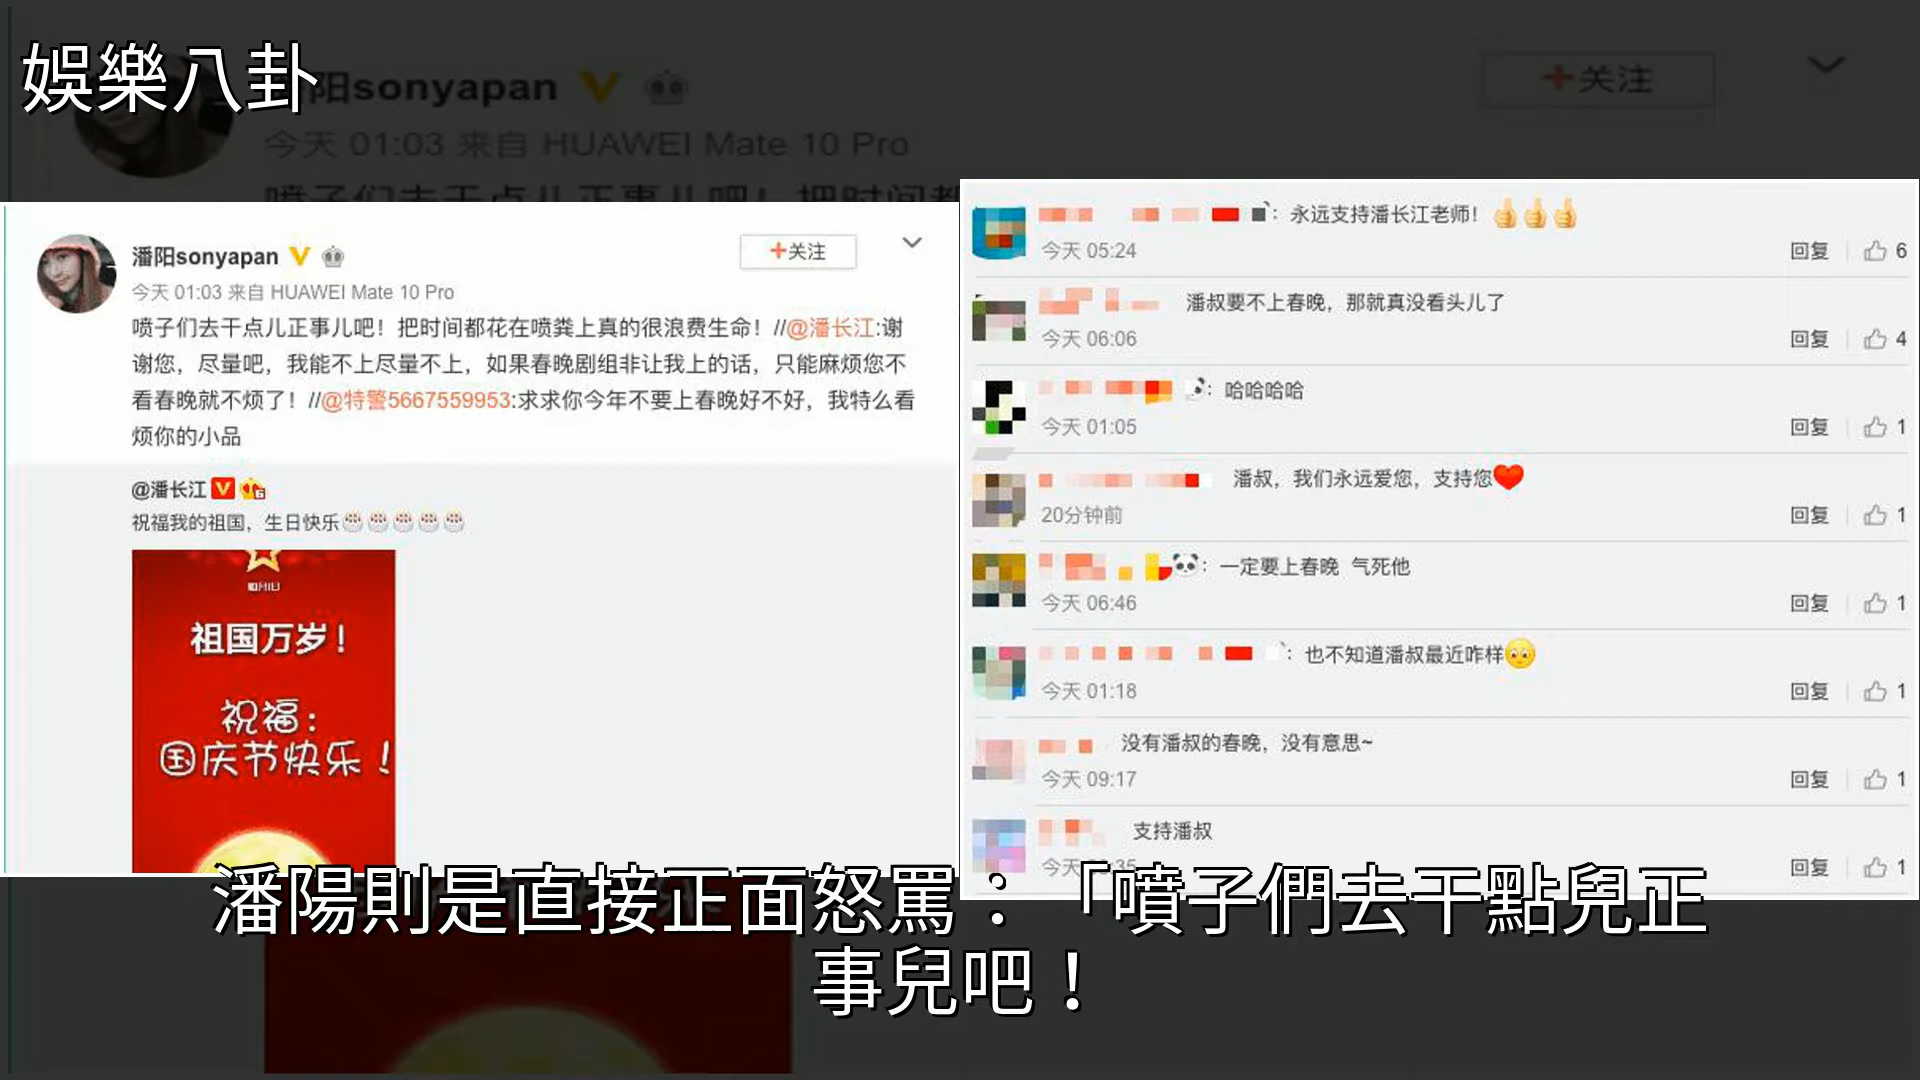 娛樂八卦
阳sonyapan
今天 01:03 来自 HUAWEI Mate 10 Pro
+关注
潘阳sonyapan
+关注
今天 01:03 来自 HUAWEI Mate 10 Pro
喷子们去干点儿正事儿吧！把时间都花在喷粪上真的很浪费生命！//@潘长江:谢
谢您，尽量吧，我能不上尽量不上，如果春晚剧组非让我上的话，只能麻烦您不
看春晚就不烦了！//@特警5667559953:求求你今年不要上春晚好不好，我特么看
烦你的小品
@潘长江
祝福我的祖国，生日快乐
祖国万岁！
祝福：
国庆节快乐！
：永远支持潘长江老师！
今天 05:24
回复 6
潘叔要不上春晚，那就真没看头儿了
今天 06:06
回复 4
：哈哈哈哈
今天 01:05
回复 1
潘叔，我们永远爱您，支持您
20分钟前
回复 1
：一定要上春晚 气死他
今天 06:46
回复 1
：也不知道潘叔最近咋样
今天 01:18
回复 1
没有潘叔的春晚，没有意思~
今天 09:17
回复 1
支持潘叔
回复 1
潘陽則是直接正面怒罵：「噴子們去干點兒正
事兒吧！